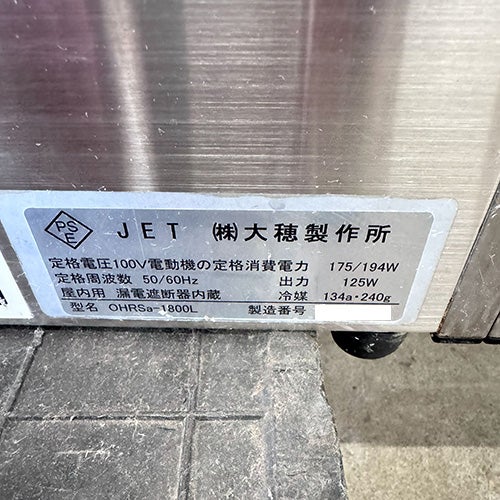 PSE JET (株)大穂製作所
定格電圧100V電動機の定格消費電力 175/194W
定格周波数 50/60Hz 出力 125W
屋内用 漏電遮断器内蔵 冷媒 134a・240g
型名 OHRSa-1800L 製造番号